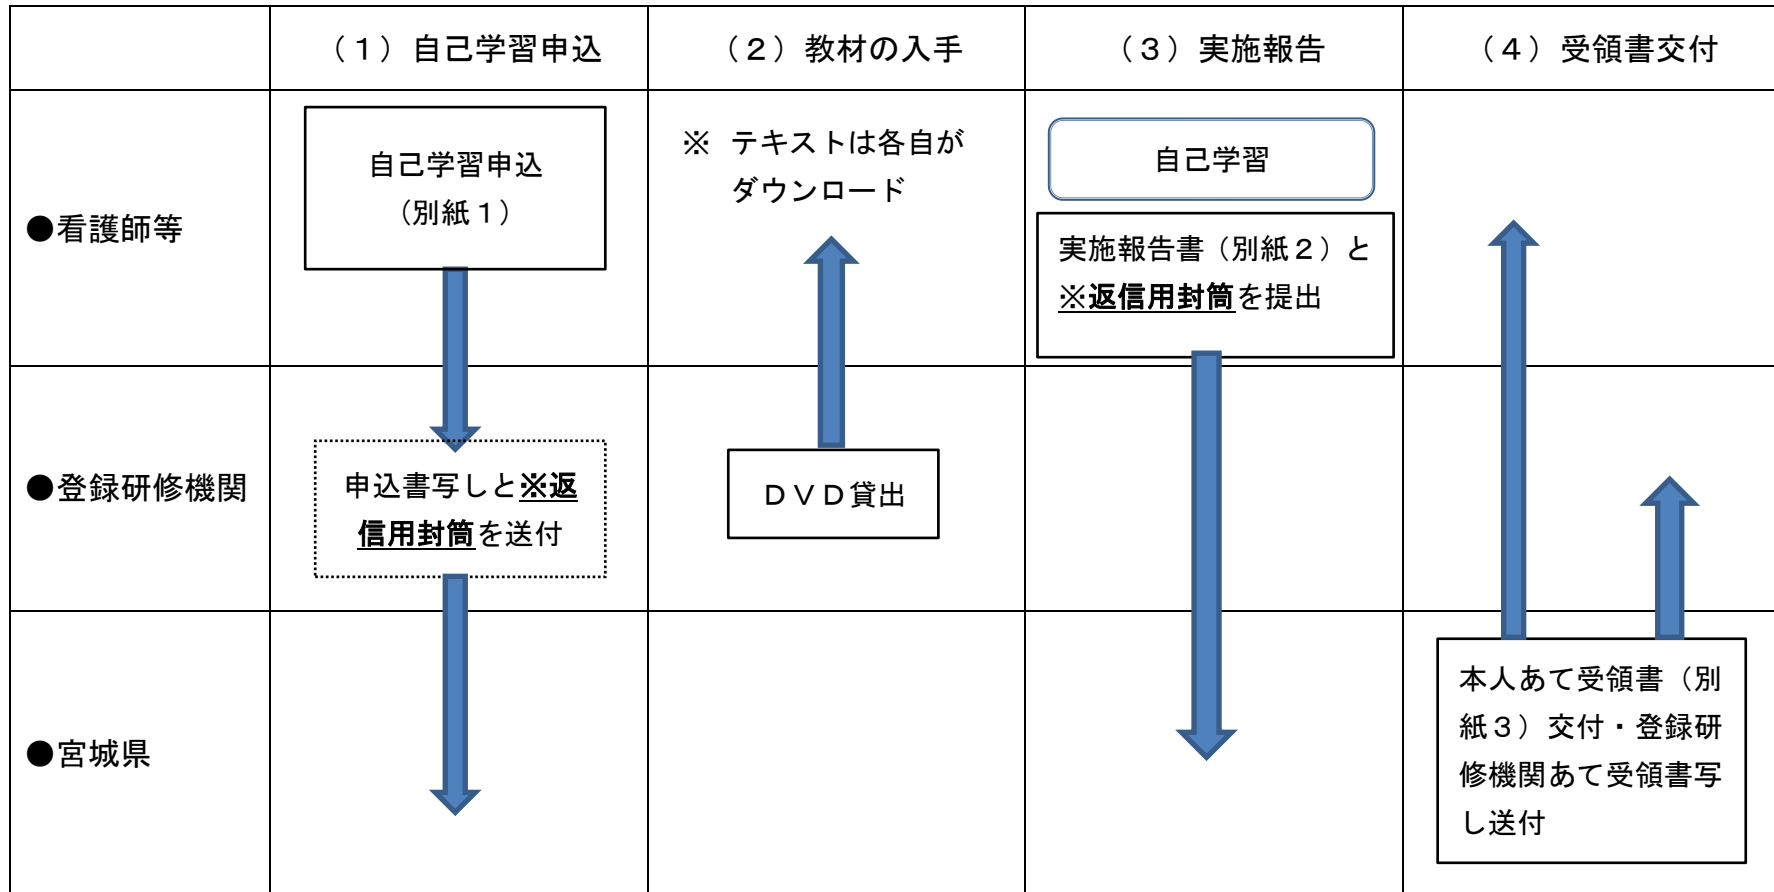 （１）自己学習申込
（２）教材の入手
（３）実施報告
（４）受領書交付
●看護師等
自己学習申込
（別紙１）
※　テキストは各自が
ダウンロード
自己学習
実施報告書（別紙２）と
※返信用封筒を提出
●登録研修機関
申込書写しと※返
信用封筒を送付
ＤＶＤ貸出
●宮城県
本人あて受領書（別
紙３）交付・登録研
修機関あて受領書写
し送付